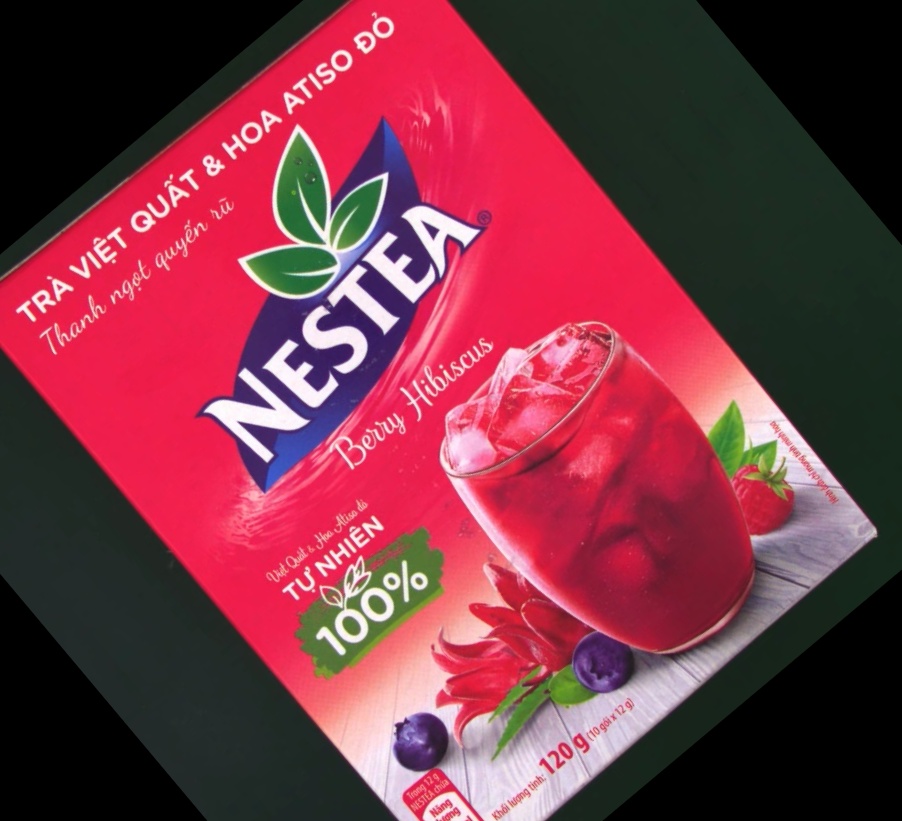 TRÀ VIỆT QUẤT & HOA ATISO ĐỎ
Thanh ngọt quyến rũ
NESTEA®
Berry Hibiscus
Việt Quất & Hoa Atiso đỏ
TỰ NHIÊN
100%
Khối lượng tịnh: 120 g (10 gói x 12 g)
Trong 12 g
NESTEA chứa
Năng
lượng